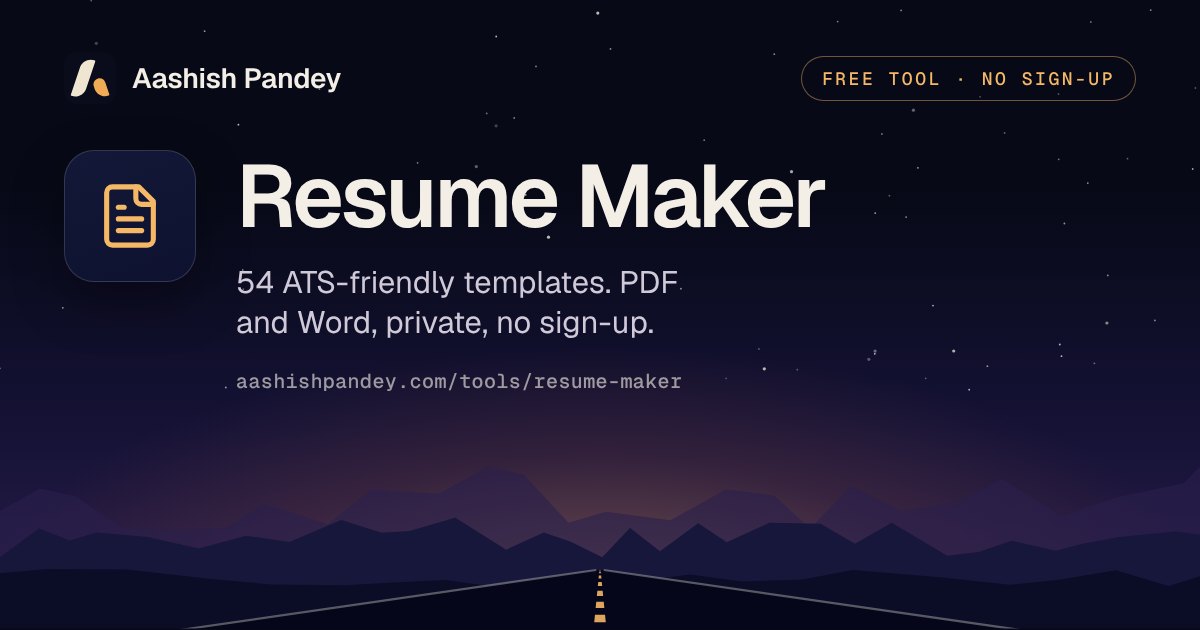 Aashish Pandey
FREE TOOL · NO SIGN-UP
Resume Maker
54 ATS-friendly templates. PDF
and Word, private, no sign-up.
aashishpandey.com/tools/resume-maker